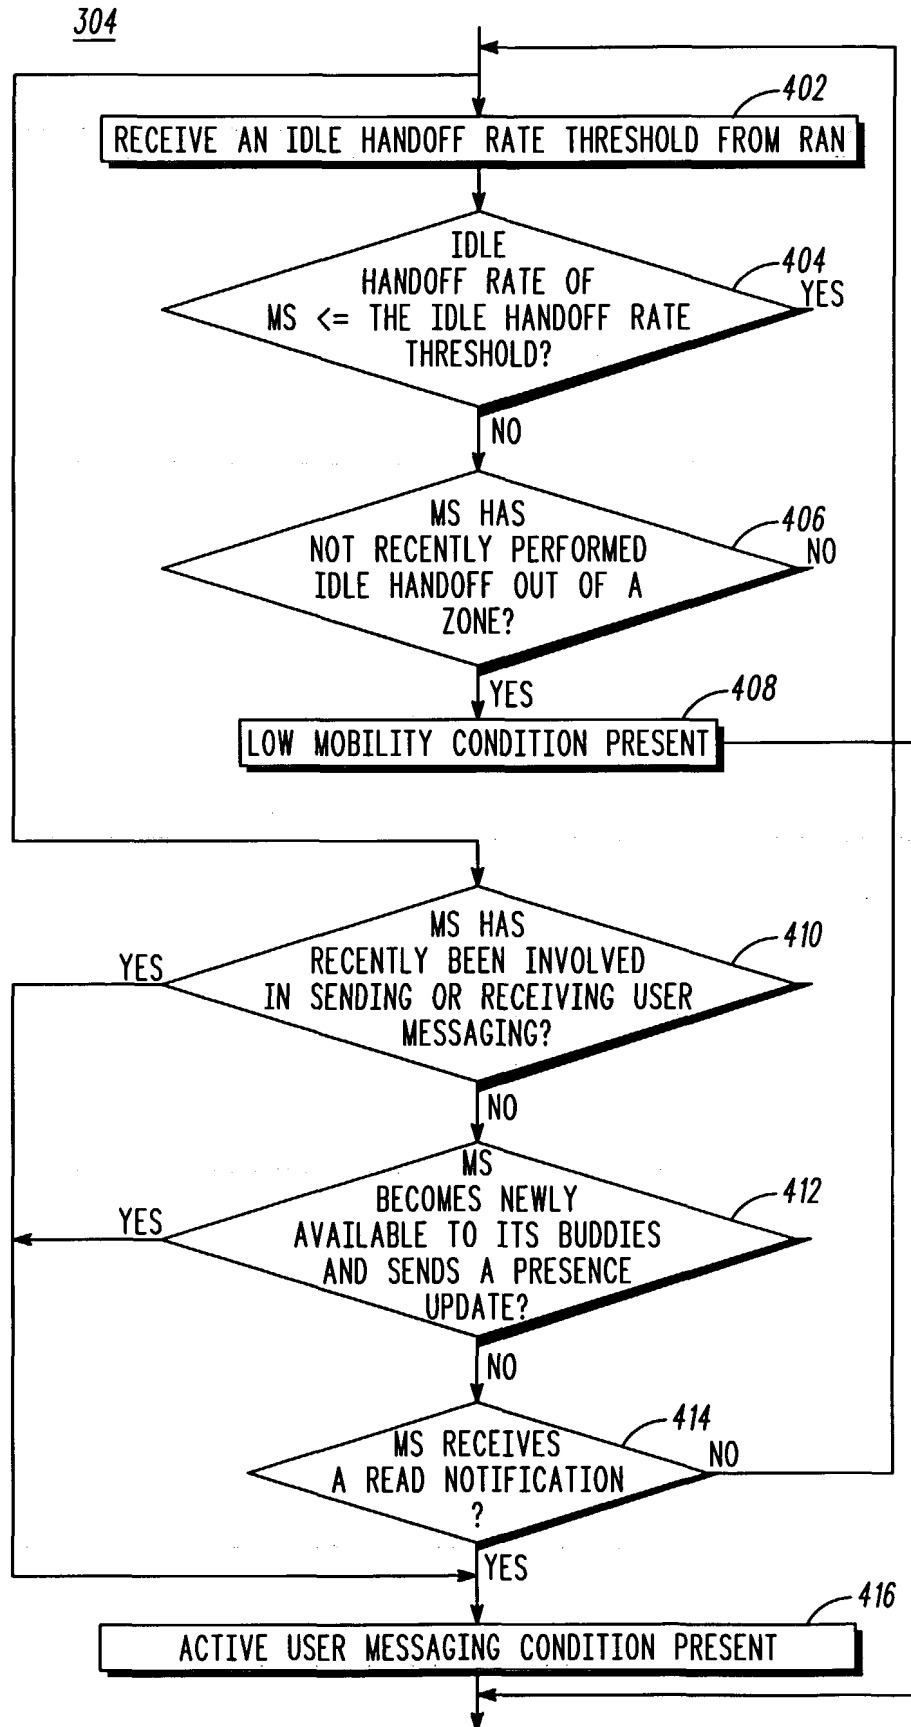 304
402
RECEIVE AN IDLE HANDOFF RATE THRESHOLD FROM RAN
IDLE
HANDOFF RATE OF
MS <= THE IDLE HANDOFF RATE
THRESHOLD?
404
YES
NO
MS HAS
NOT RECENTLY PERFORMED
IDLE HANDOFF OUT OF A
ZONE?
406
NO
YES
408
LOW MOBILITY CONDITION PRESENT
MS HAS
RECENTLY BEEN INVOLVED
IN SENDING OR RECEIVING USER
MESSAGING?
410
YES
NO
MS
BECOMES NEWLY
AVAILABLE TO ITS BUDDIES
AND SENDS A PRESENCE
UPDATE?
412
YES
NO
MS RECEIVES
A READ NOTIFICATION
?
414
NO
YES
416
ACTIVE USER MESSAGING CONDITION PRESENT